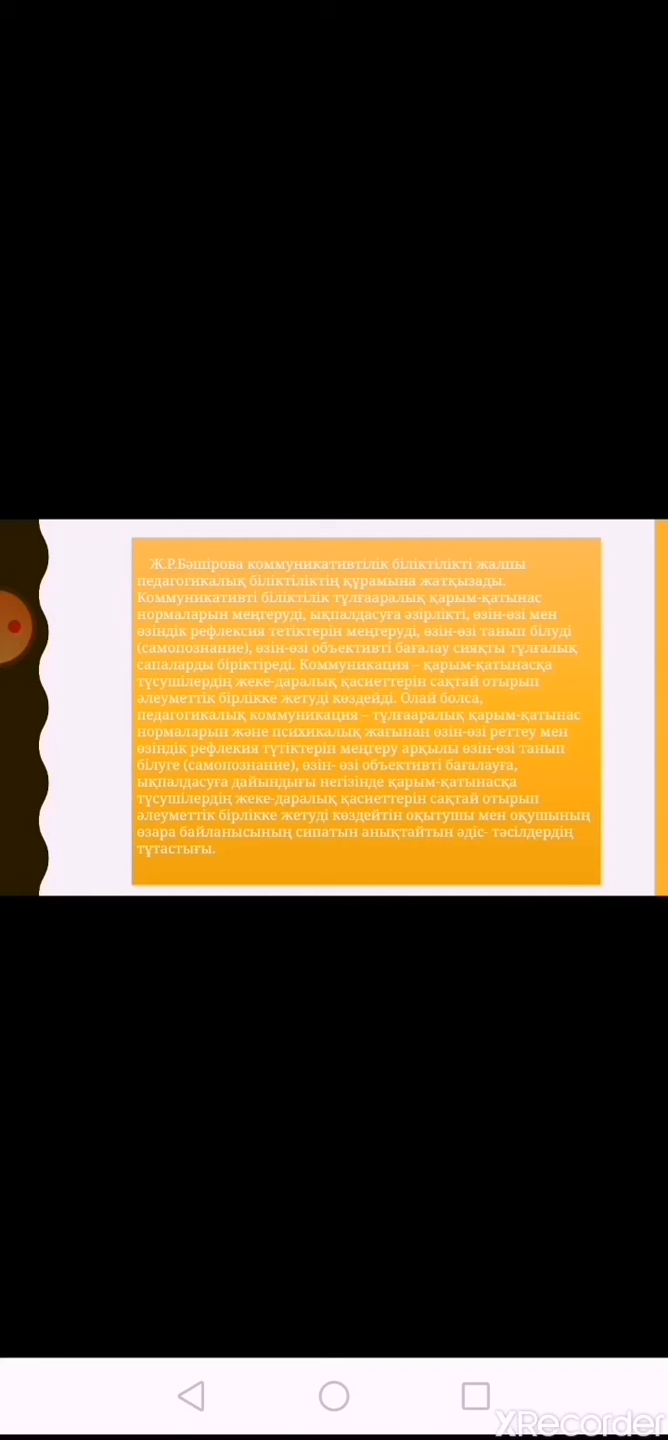 Ж.Р.Бәшірова коммуникативтілік біліктілікті жалпы
педагогикалық біліктіліктің құрамына жатқызады.
Коммуникативті біліктілік тұлғааралық қарым-қатынас
нормаларын меңгеруді, ықпалдасуға әзірлікті, өзін-өзі мен
өзіндік рефлексия тетіктерін меңгеруді, өзін-өзі танып білуді
(самопознание), өзін-өзі объективті бағалау сияқты тұлғалық
сапаларды біріктіреді. Коммуникация – қарым-қатынасқа
түсушілердің жеке-даралық қасиеттерін сақтай отырып
әлеуметтік бірлікке жетуді көздейді. Олай болса,
педагогикалық коммуникация – тұлғааралық қарым-қатынас
нормаларын және психикалық жағынан өзін-өзі реттеу мен
өзіндік рефлекия түтіктерін меңгеру арқылы өзін-өзі танып
білуге (самопознание), өзін- өзі объективті бағалауға,
ықпалдасуға дайындығы негізінде қарым-қатынасқа
түсушілердің жеке-даралық қасиеттерін сақтай отырып
әлеуметтік бірлікке жетуді көздейтін оқытушы мен оқушының
өзара байланысының сипатын анықтайтын әдіс- тәсілдердің
тұтастығы.
XRecorder